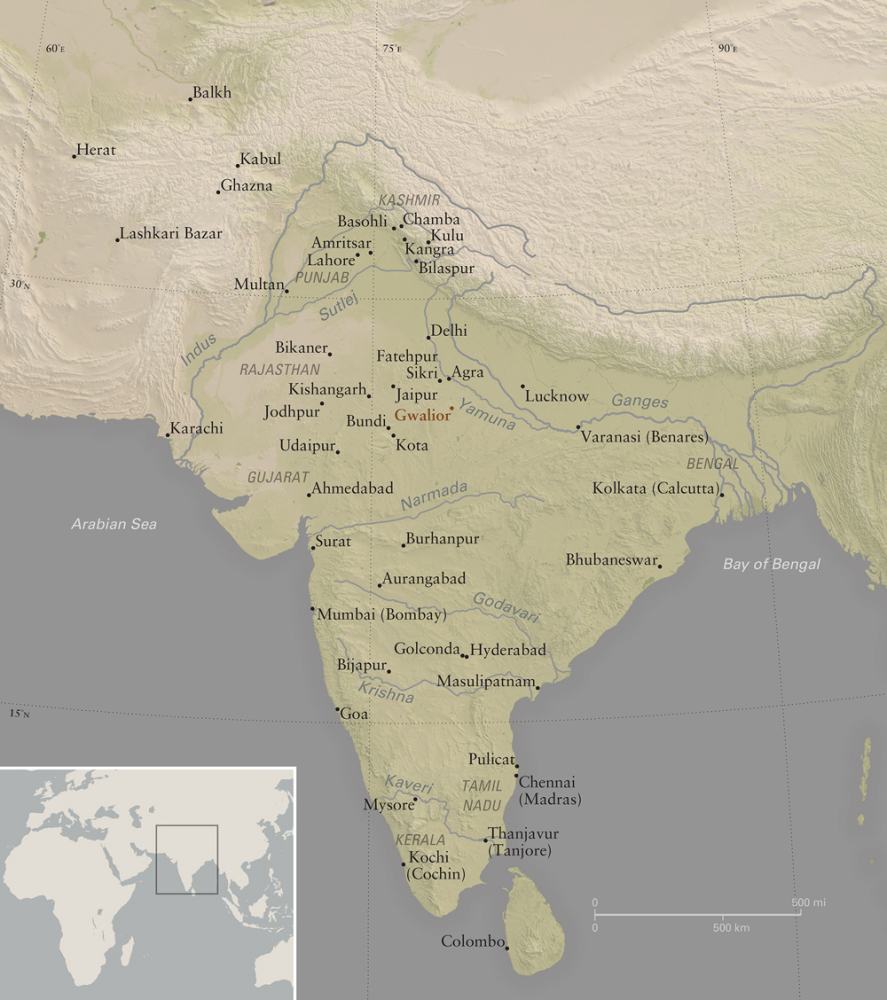 60°E
75°E
90°E
Balkh
Herat
Kabul
Ghazna
KASHMIR
Lashkari Bazar
Basohli
Chamba
Kulu
Amritsar
Kangra
Lahore
Bilaspur
PUNJAB
30°N
Multan
Sutlej
Indus
Delhi
Bikaner
Fatehpur
Sikri
Agra
RAJASTHAN
Kishangarh
Jaipur
Lucknow
Jodhpur
Gwalior
Yamuna
Ganges
Karachi
Bundi
Kota
Varanasi (Benares)
Udaipur
BENGAL
GUJARAT
Ahmedabad
Narmada
Kolkata (Calcutta)
Arabian Sea
Surat
Burhanpur
Bhubaneswar
Bay of Bengal
Aurangabad
Godavari
Mumbai (Bombay)
Golconda
Hyderabad
Bijapur
Masulipatnam
Krishna
15°N
Goa
Pulicat
Kaveri
TAMIL
NADU
Chennai
(Madras)
Mysore
KERALA
Thanjavur
(Tanjore)
Kochi
(Cochin)
0
500 mi
0
500 km
Colombo